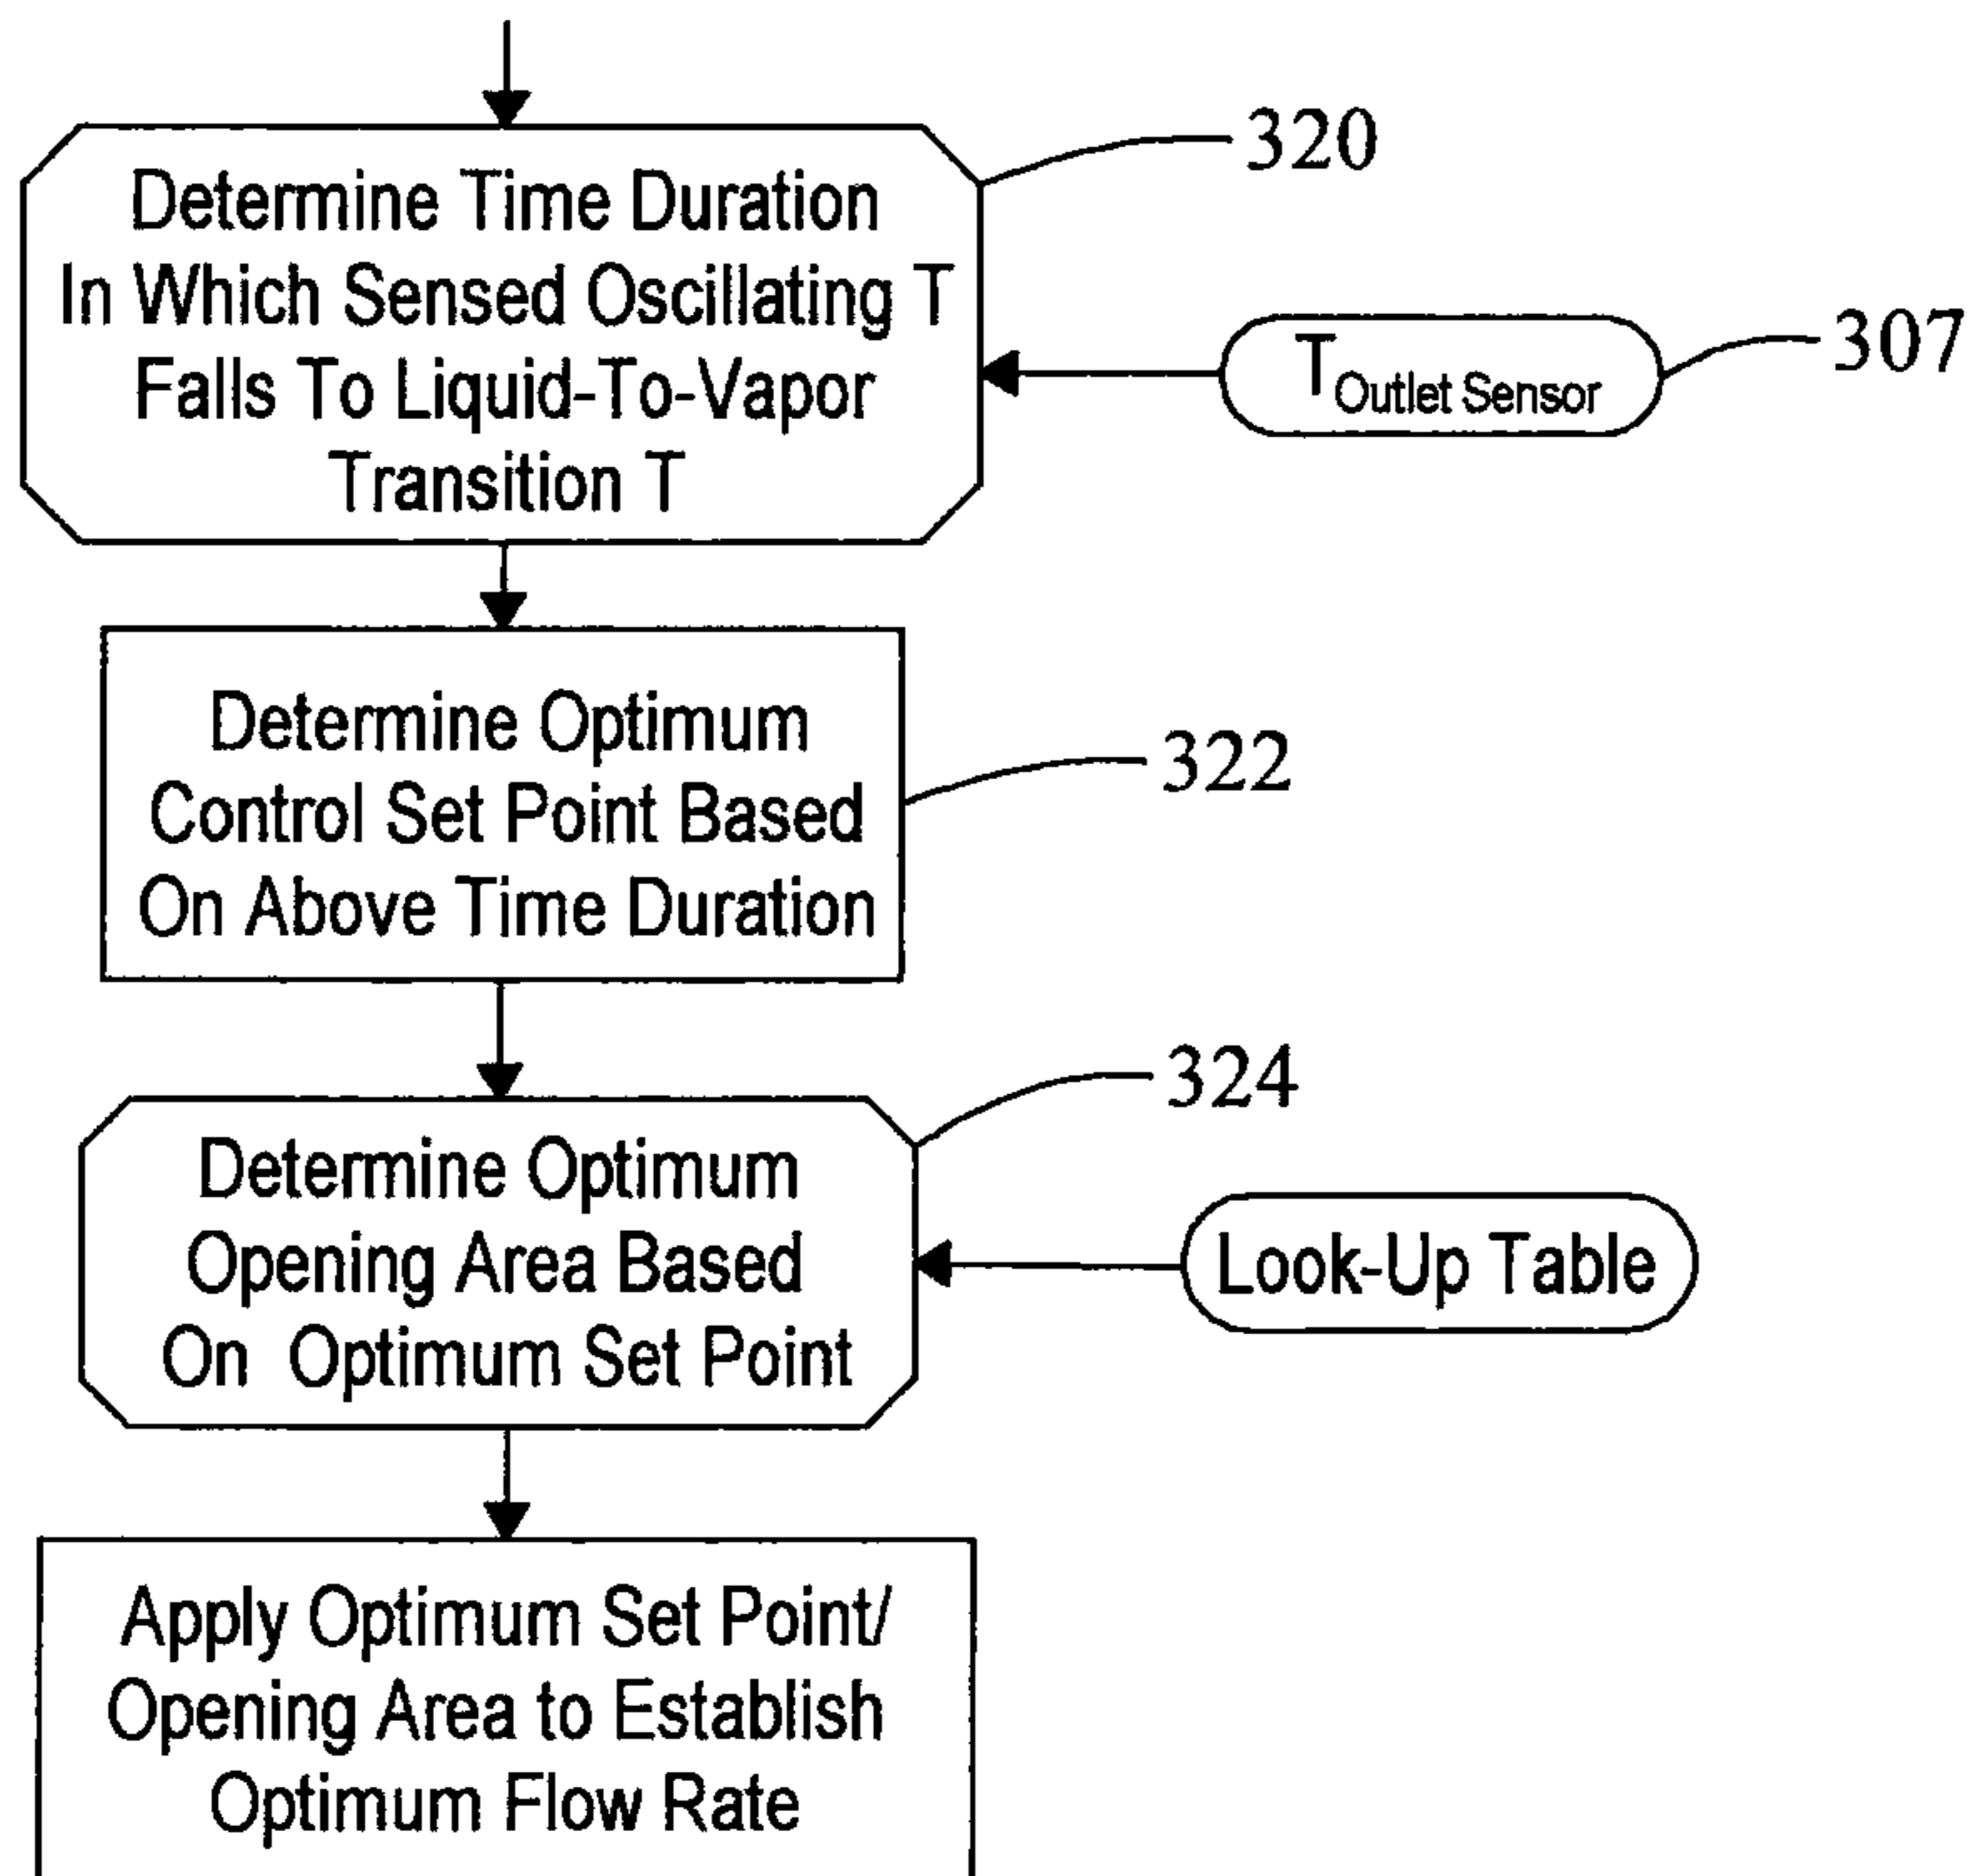 320
Determine Time Duration
In Which Sensed Oscillating T
Falls To Liquid-To-Vapor
Transition T
307
T Outlet Sensor
322
Determine Optimum
Control Set Point Based
On Above Time Duration
324
Determine Optimum
Opening Area Based
On Optimum Set Point
Look-Up Table
Apply Optimum Set Point/
Opening Area to Establish
Optimum Flow Rate